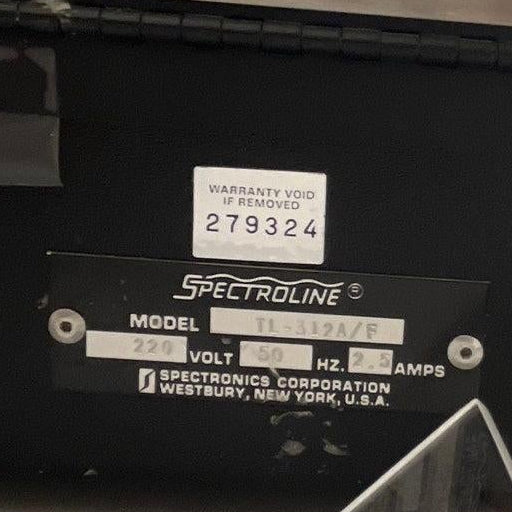 WARRANTY VOID
IF REMOVED
279324
SPECTROLINE®
MODEL TL-312A/F
220 VOLT 50 HZ. 2.5 AMPS
SPECTRONICS CORPORATION
WESTBURY, NEW YORK, U.S.A.